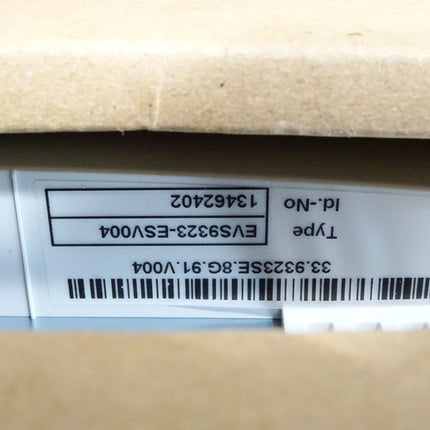 33.9323SE.8G.91.V004
Type EVS9323-ESV004
Id.-No 13462402